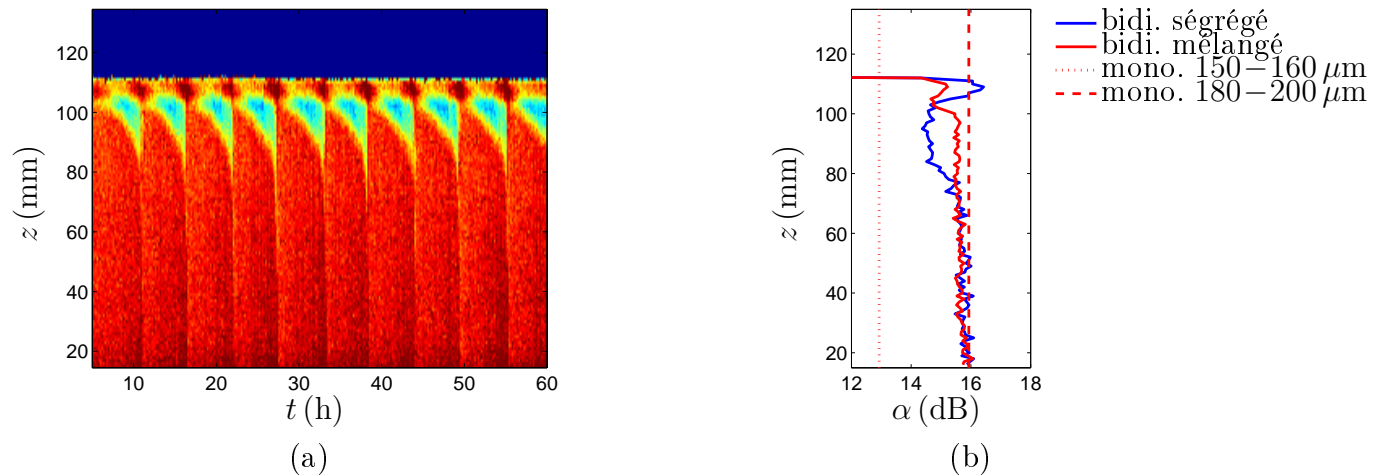 120
100
80
60
40
20
z (mm)
10 20 30 40 50 60
t (h)
(a)
120
100
80
60
40
20
z (mm)
12 14 16 18
α (dB)
(b)
bidi. ségrégé
bidi. mélangé
mono. 150−160 μm
mono. 180−200 μm